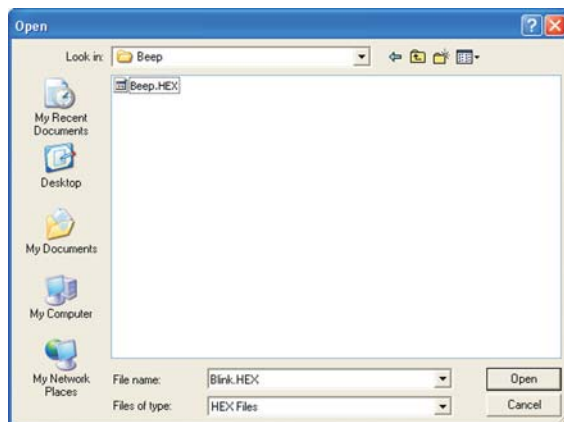 Open
Look in: Beep
Beep.HEX
My Recent
Documents
Desktop
My Documents
My Computer
My Network
Places
File name: Blink.HEX Open
Files of type: HEX Files Cancel